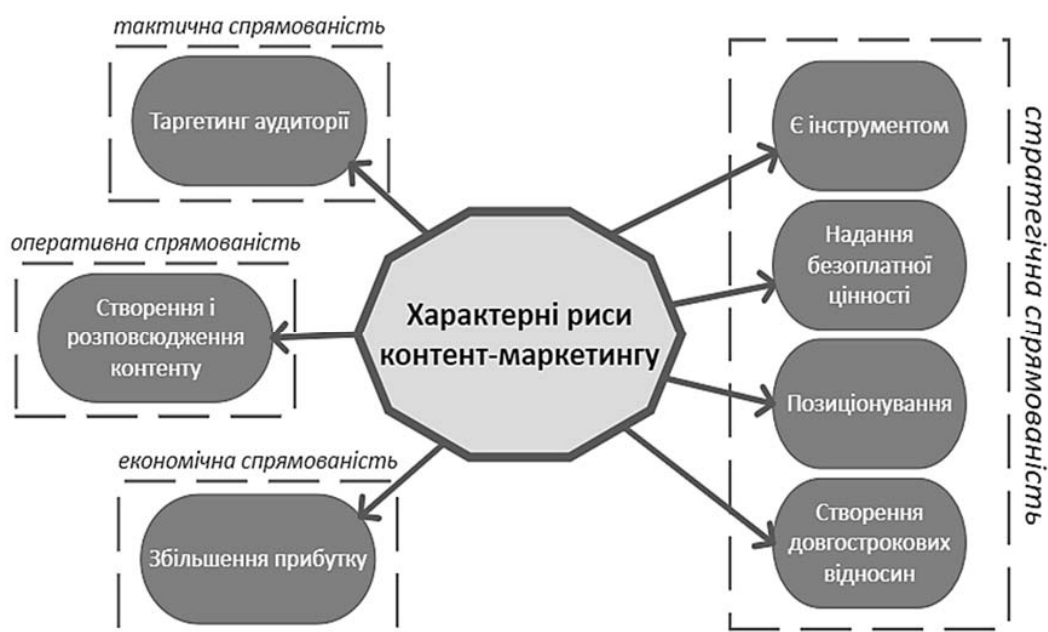 тактична спрямованість
Таргетинг аудиторії
оперативна спрямованість
Створення і
розповсюдження
контенту
економічна спрямованість
Збільшення прибутку
Характерні риси
контент-маркетингу
Є інструментом
Надання
безоплатної
цінності
Позиціонування
Створення
довгострокових
відносин
стратегічна спрямованість